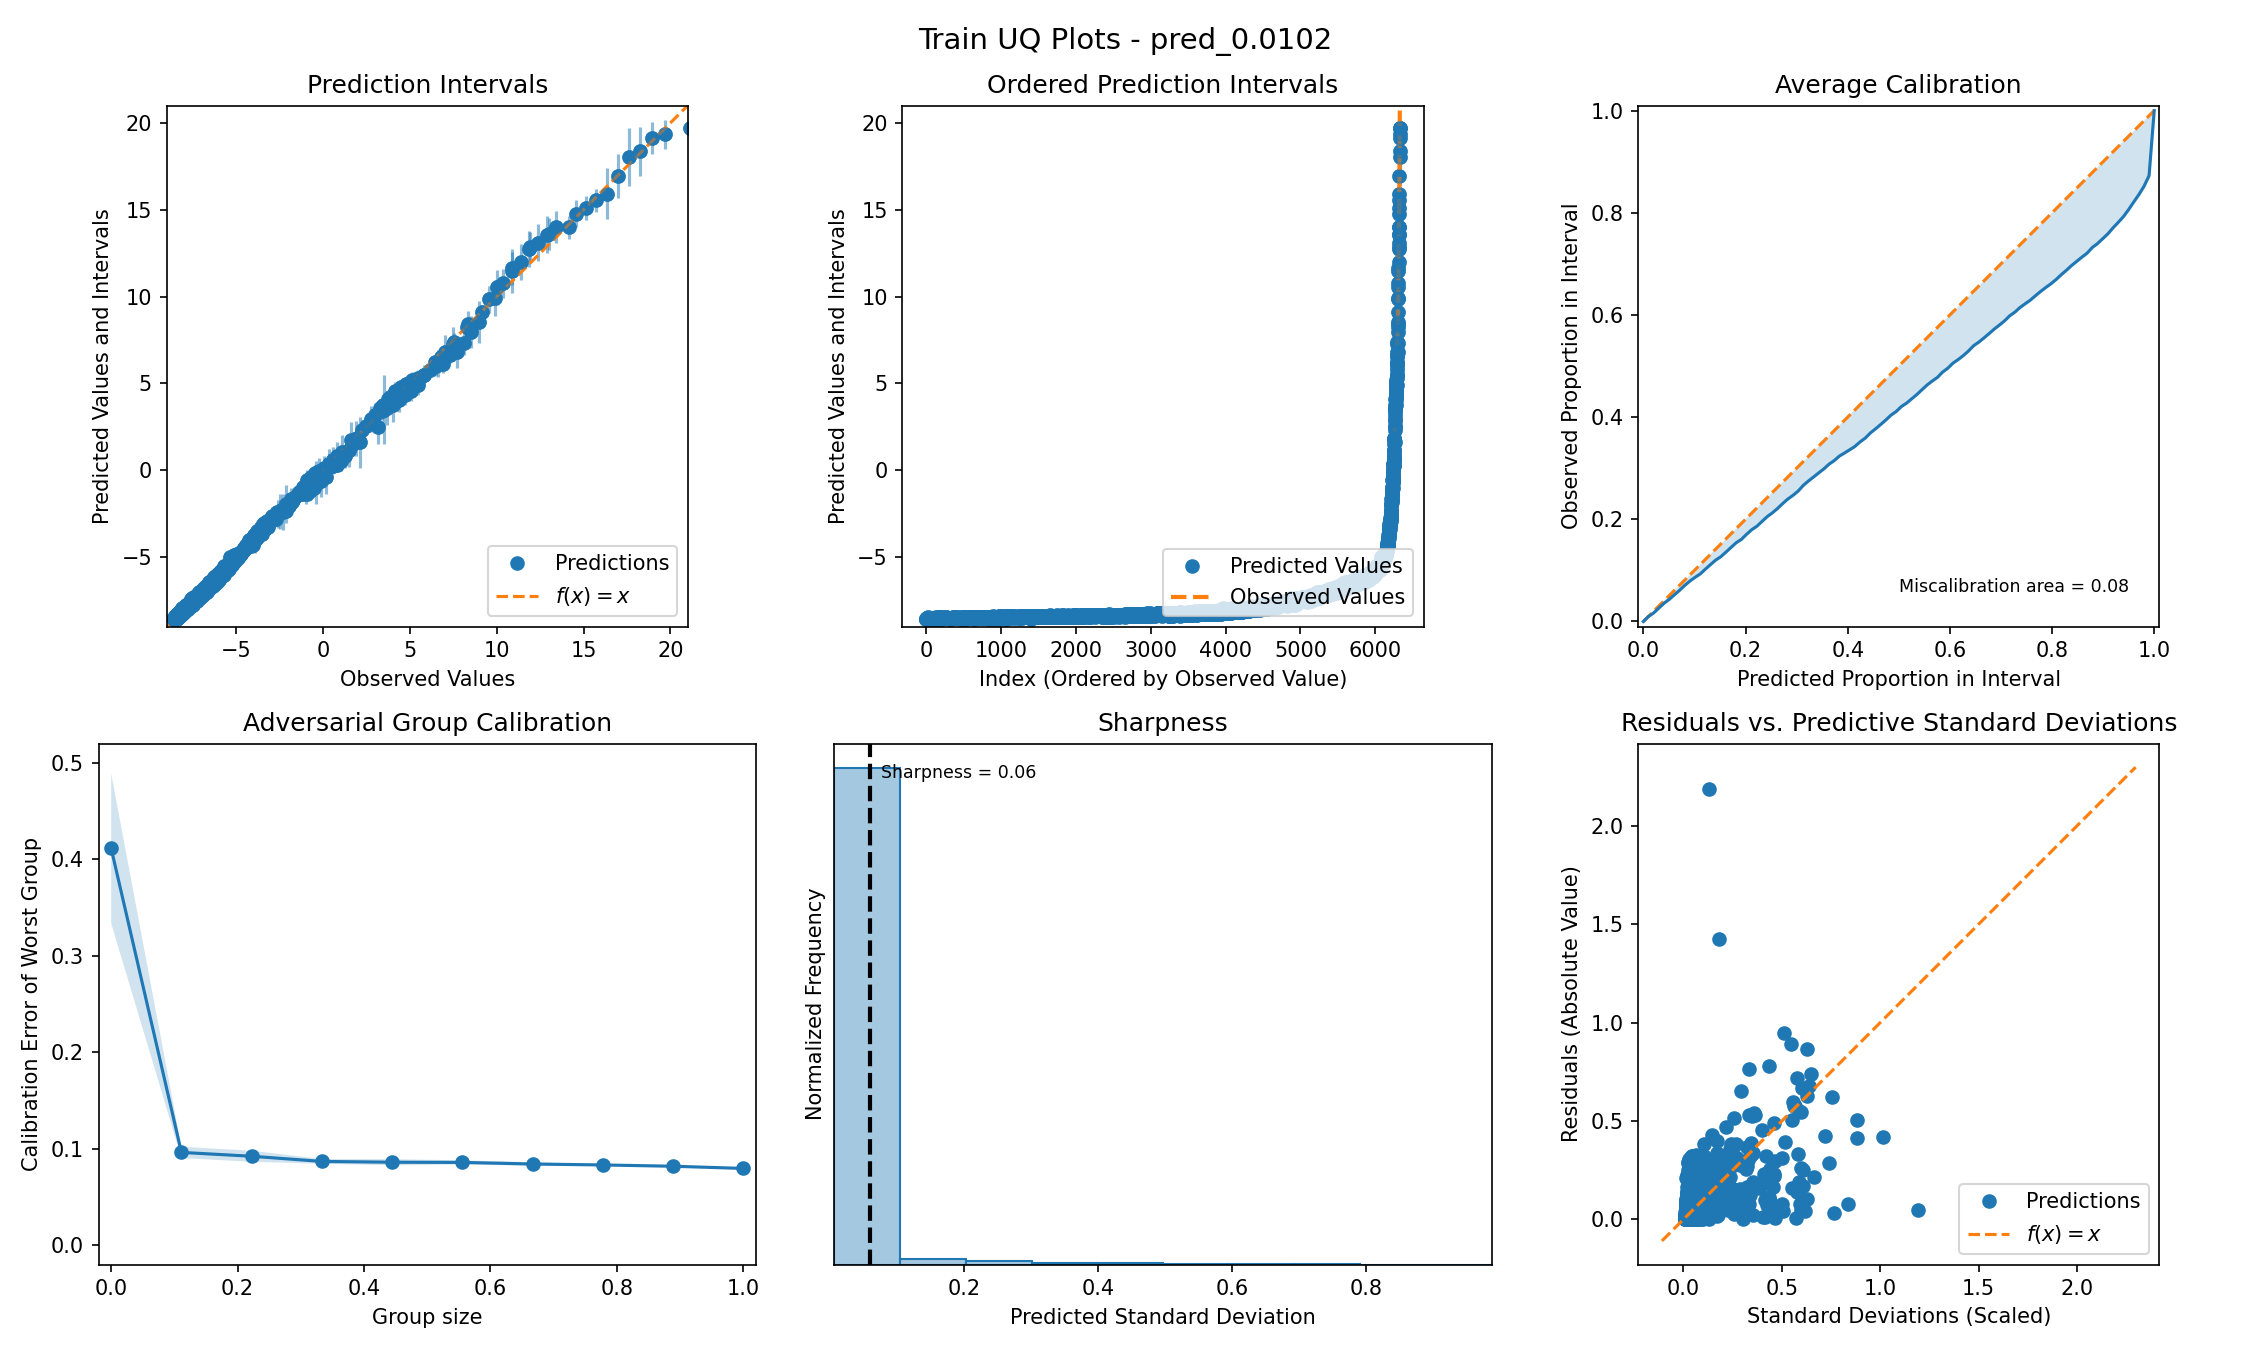 Train UQ Plots - pred_0.0102
Prediction Intervals
Predicted Values and Intervals
20
15
10
5
0
−5
−5 0 5 10 15 20
Observed Values
Predictions
f(x) = x
Ordered Prediction Intervals
Predicted Values and Intervals
20
15
10
5
0
−5
0 1000 2000 3000 4000 5000 6000
Index (Ordered by Observed Value)
Predicted Values
Observed Values
Average Calibration
Observed Proportion in Interval
1.0
0.8
0.6
0.4
0.2
0.0
0.0 0.2 0.4 0.6 0.8 1.0
Predicted Proportion in Interval
Miscalibration area = 0.08
Adversarial Group Calibration
Calibration Error of Worst Group
0.5
0.4
0.3
0.2
0.1
0.0
0.0 0.2 0.4 0.6 0.8 1.0
Group size
Sharpness
Normalized Frequency
Sharpness = 0.06
0.2 0.4 0.6 0.8
Predicted Standard Deviation
Residuals vs. Predictive Standard Deviations
Residuals (Absolute Value)
2.0
1.5
1.0
0.5
0.0
0.0 0.5 1.0 1.5 2.0
Standard Deviations (Scaled)
Predictions
f(x) = x